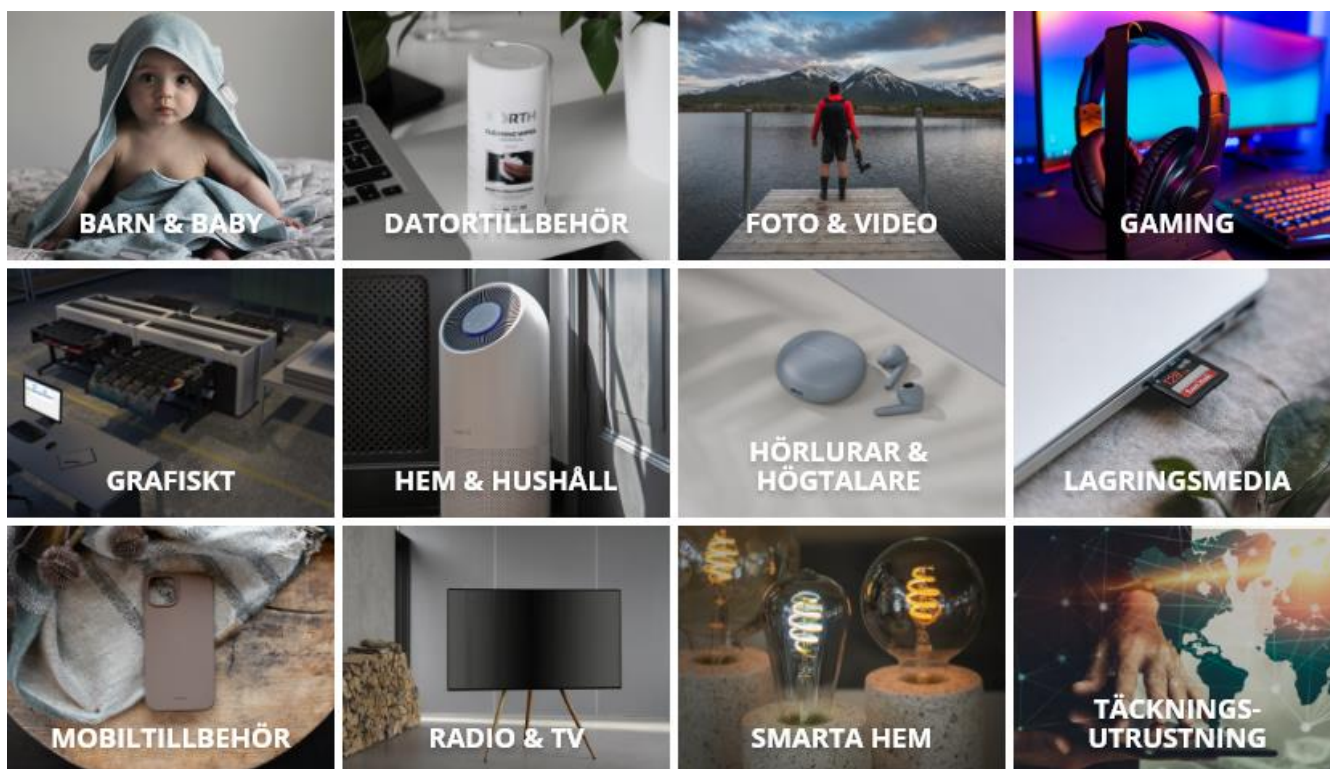 BARN & BABY
DATORTILLBEHÖR
FOTO & VIDEO
GAMING
GRAFISKT
HEM & HUSHÅLL
HÖRLURAR &
HÖGTALARE
LAGRINGSMEDIA
MOBILTILLBEHÖR
RADIO & TV
SMARTA HEM
TÄCKNINGS-
UTRUSTNING